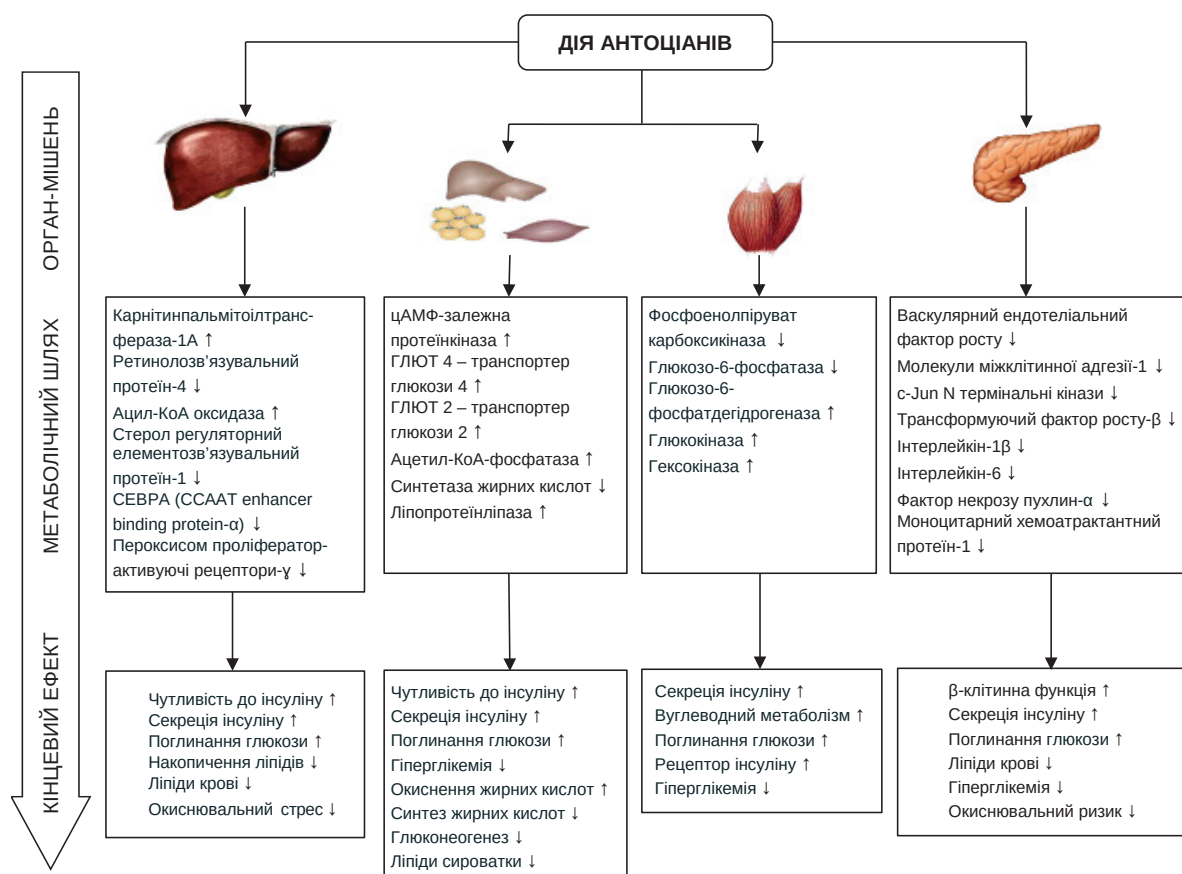 ДІЯ АНТОЦІАНІВ
ОРГАН-МІШЕНЬ
МЕТАБОЛІЧНИЙ ШЛЯХ
КІНЦЕВИЙ ЕФЕКТ
Карнітинпальмітоілтранс-
фераза-1А ↑
Ретинолзв’язувальний
протеїн-4 ↓
Ацил-КоА оксидаза ↑
Стерол регуляторний
елементозв’язувальний
протеїн-1 ↓
CEBPA (CCAAT enhancer
binding protein-α) ↓
Пероксисом проліфератор-
активуючі рецептори-ɣ ↓
цАМФ-залежна
протеїнкіназа ↑
ГЛЮТ 4 – транспортер
глюкози 4 ↑
ГЛЮТ 2 – транспортер
глюкози 2 ↑
Ацетил-КоА-фосфатаза ↑
Синтетаза жирних кислот ↓
Ліпопротеїнліпаза ↑
Фосфоенолпіруват
карбоксикіназа ↓
Глюкозо-6-фосфатаза ↓
Глюкозо-6-
фосфатдегідрогеназа ↑
Глюкокіназа ↑
Гексокіназа ↑
Васкулярний ендотеліальний
фактор росту ↓
Молекули міжклітинної адгезії-1 ↓
c-Jun N термінальні кінази ↓
Трансформуючий фактор росту-β ↓
Інтерлейкін-1β ↓
Інтерлейкін-6 ↓
Фактор некрозу пухлин-α ↓
Моноцитарний хемоатрактантний
протеїн-1 ↓
Чутливість до інсуліну ↑
Секреція інсуліну ↑
Поглинання глюкози ↑
Накопичення ліпідів ↓
Ліпіди крові ↓
Окиснювальний стрес ↓
Чутливість до інсуліну ↑
Секреція інсуліну ↑
Поглинання глюкози ↑
Гіперглікемія ↓
Окиснення жирних кислот ↑
Синтез жирних кислот ↓
Глюконеогенез ↓
Ліпіди сироватки ↓
Секреція інсуліну ↑
Вуглеводний метаболізм ↑
Поглинання глюкози ↑
Рецептор інсуліну ↑
Гіперглікемія ↓
β-клітинна функція ↑
Секреція інсуліну ↑
Поглинання глюкози ↑
Ліпіди крові ↓
Гіперглікемія ↓
Окиснювальний ризик ↓